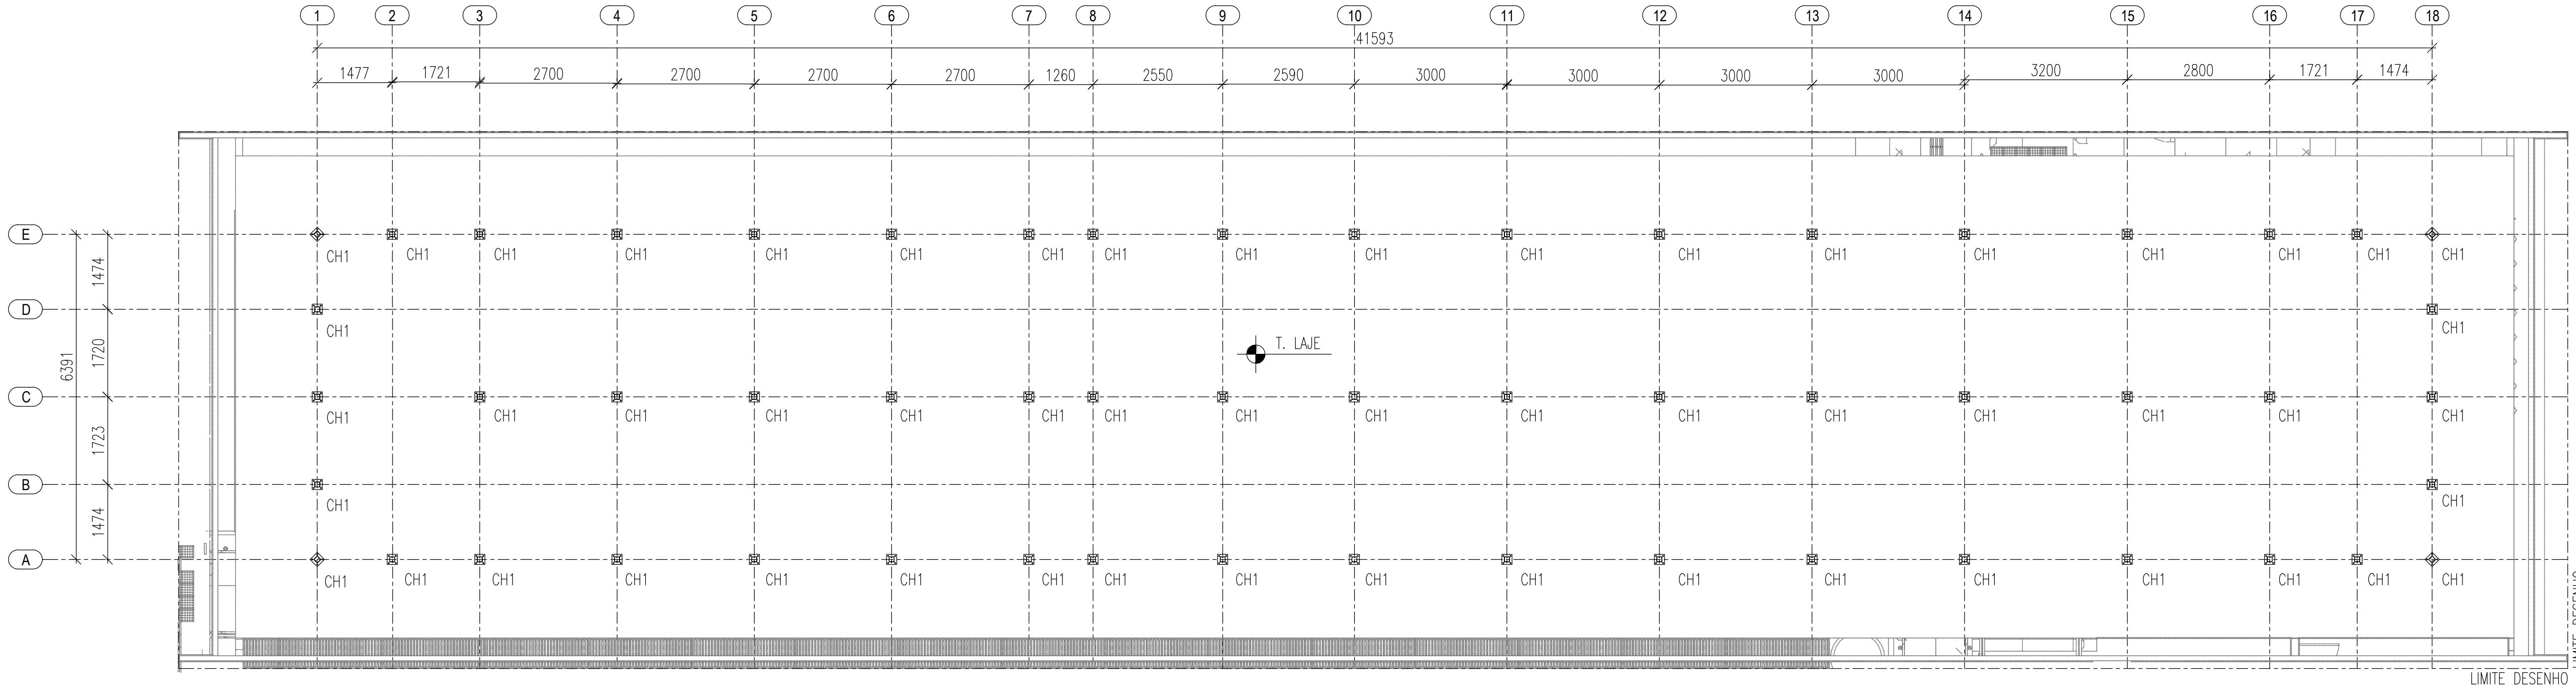 1 2 3 4 5 6 7 8 9 10 11 12 13 14 15 16 17 18
41593
1477 1721 2700 2700 2700 2700 1260 2550 2590 3000 3000 3000 3000 3200 2800 1721 1474
E
CH1 CH1 CH1 CH1 CH1 CH1 CH1 CH1 CH1 CH1 CH1 CH1 CH1 CH1 CH1 CH1 CH1 CH1
1474
D
CH1 CH1
T. LAJE
6391
1720
C
CH1 CH1 CH1 CH1 CH1 CH1 CH1 CH1 CH1 CH1 CH1 CH1 CH1 CH1 CH1 CH1
1723
B
CH1 CH1
1474
A
CH1 CH1 CH1 CH1 CH1 CH1 CH1 CH1 CH1 CH1 CH1 CH1 CH1 CH1 CH1 CH1 CH1 CH1
LIMITE DESENHO
LIMITE DESENHO